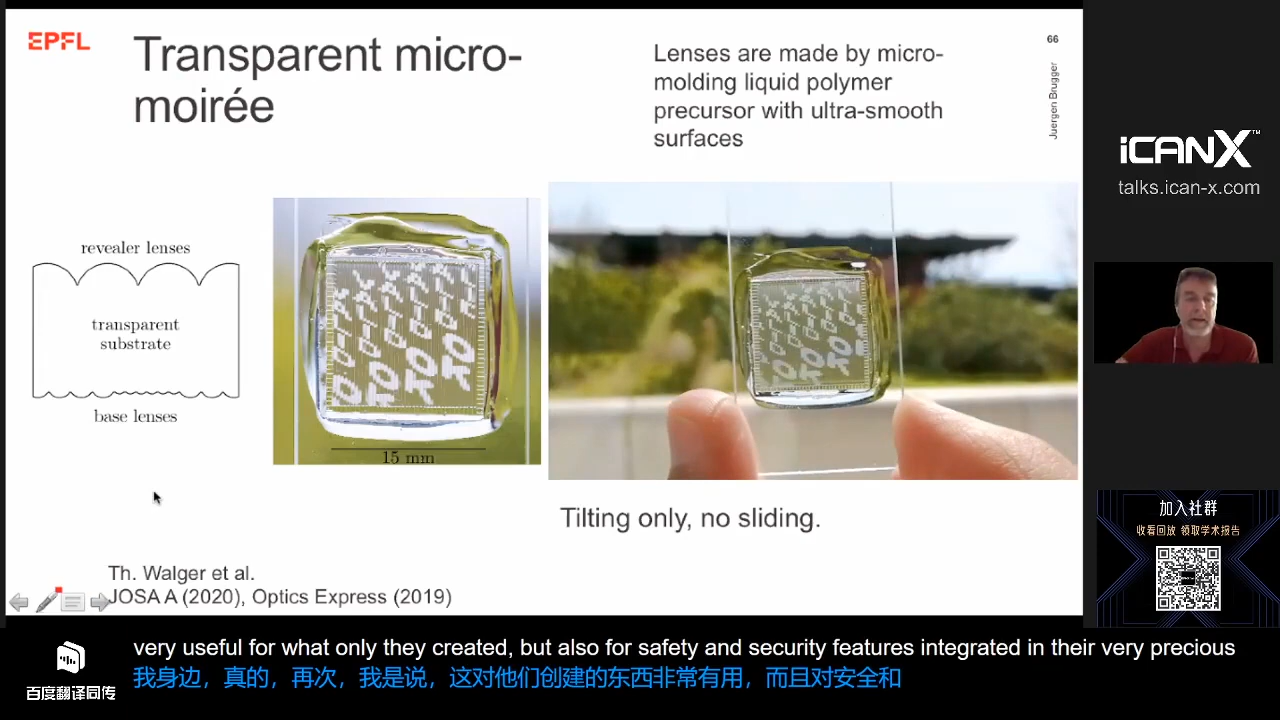 EPFL
Transparent micro-
moirée
Lenses are made by micro-
molding liquid polymer
precursor with ultra-smooth
surfaces
66
Juergen Brugger
iCANX™
talks.ican-x.com
revealer lenses
transparent
substrate
base lenses
15 mm
Tilting only, no sliding.
加入社群
收看回放 领取学术报告
Th. Walger et al.
JOSA A (2020), Optics Express (2019)
very useful for what only they created, but also for safety and security features integrated in their very precious
我身边，真的，再次，我是说，这对他们创建的东西非常有用，而且对安全和
百度翻译同传